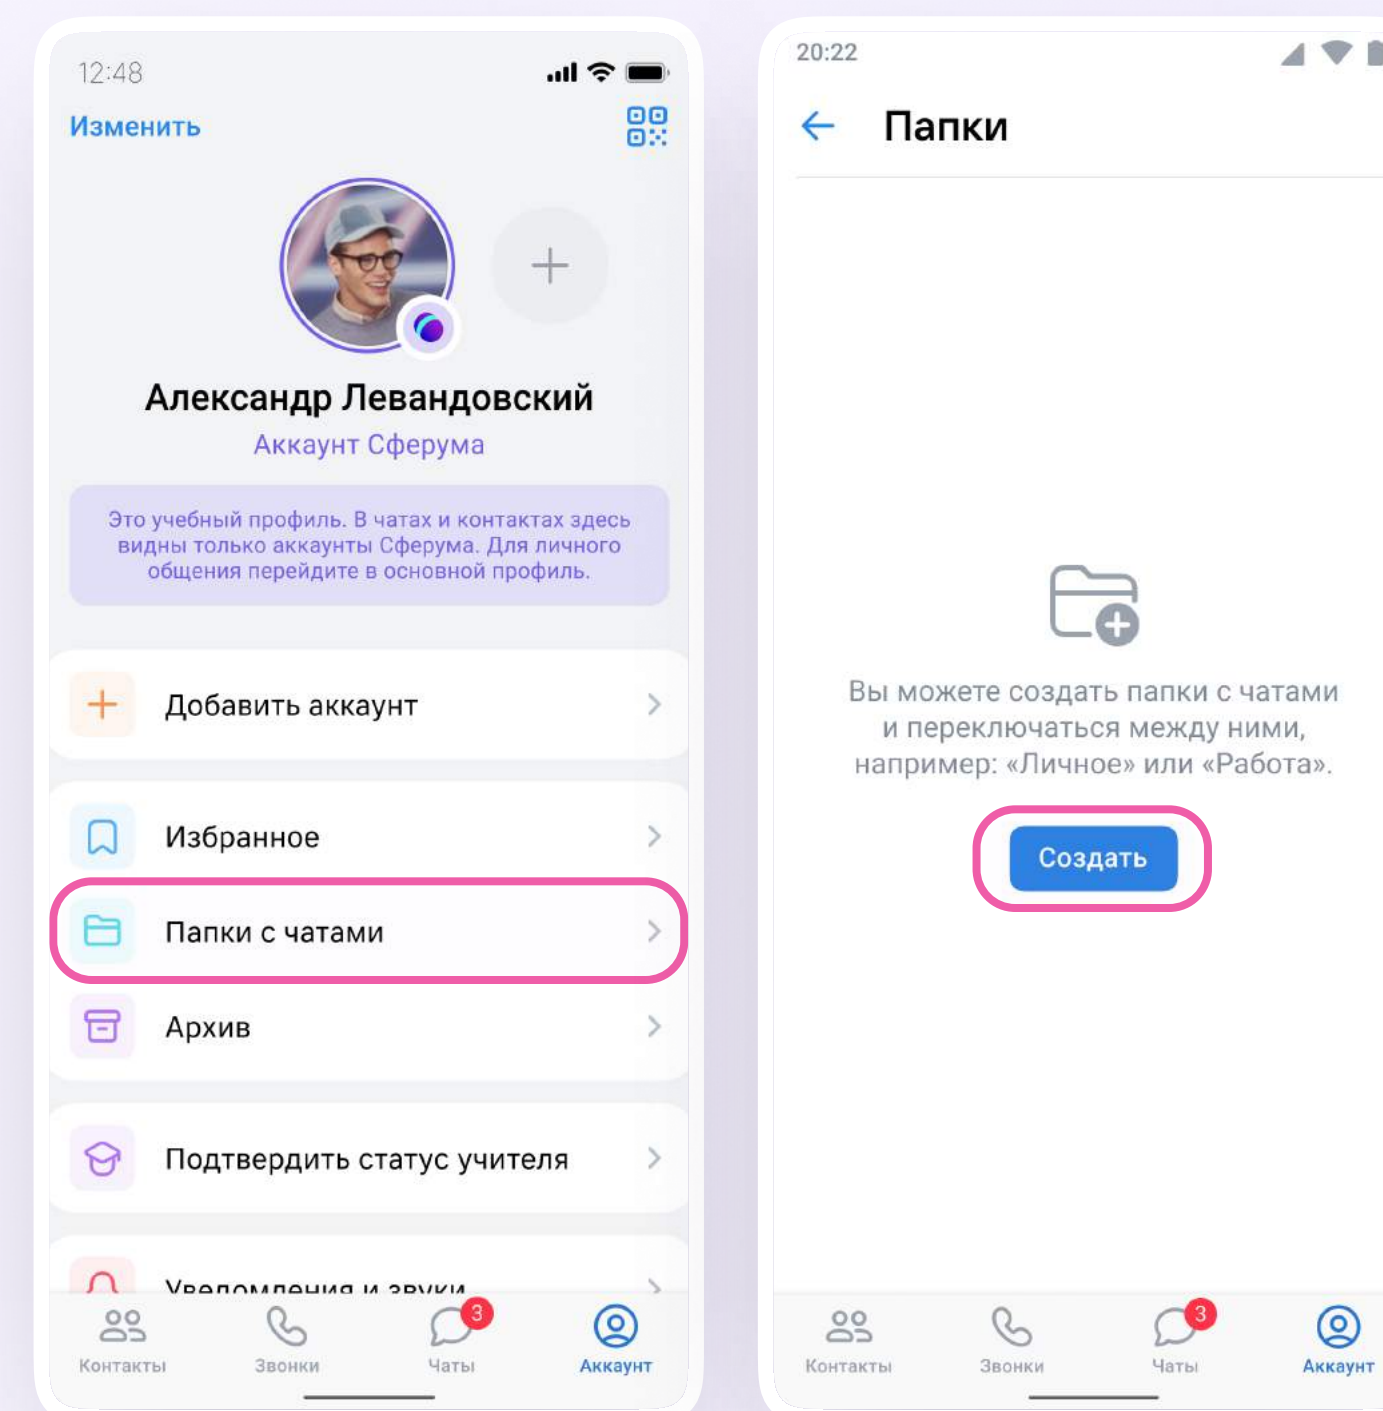 12:48
Изменить
Александр Левандовский
Аккаунт Сферума
Это учебный профиль. В чатах и контактах здесь
видны только аккаунты Сферума. Для личного
общения перейдите в основной профиль.
Добавить аккаунт
Избранное
Папки с чатами
Архив
Подтвердить статус учителя
Уведомления и звуки
3
Контакты
Звонки
Чаты
Аккаунт
20:22
Папки
Вы можете создать папки с чатами
и переключаться между ними,
например: «Личное» или «Работа».
Создать
3
Контакты
Звонки
Чаты
Аккаунт